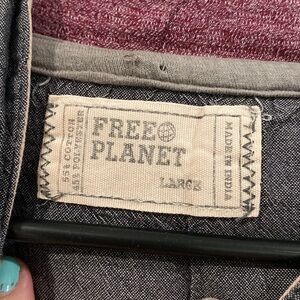 55% COTTON
45% POLYESTER
FREE
PLANET
LARGE
MADE IN INDIA